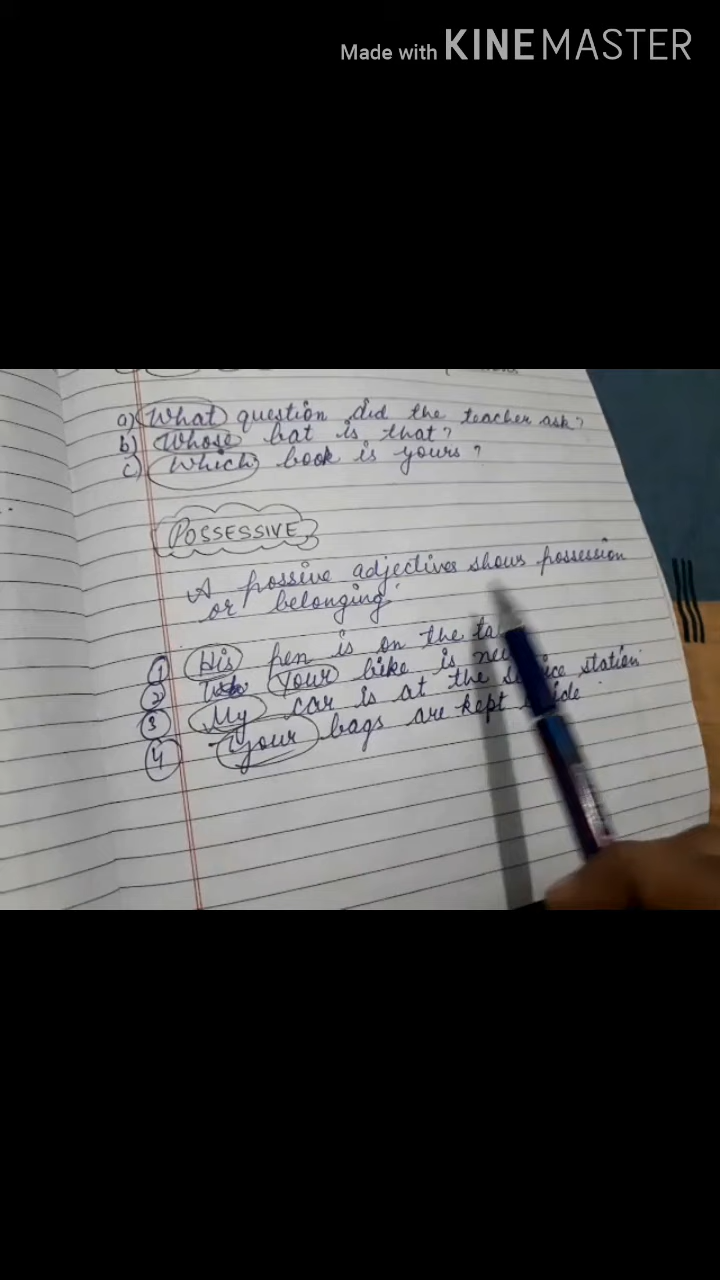 Made with KINEMASTER
a) What question did the teacher ask?
b) Whose bat is that?
c) Which book is yours?
POSSESSIVE
A possive adjectives shows possession
or belonging
1 His pen is on the
2 Your bike is
3 My car is at the station
4 Your bags are kept